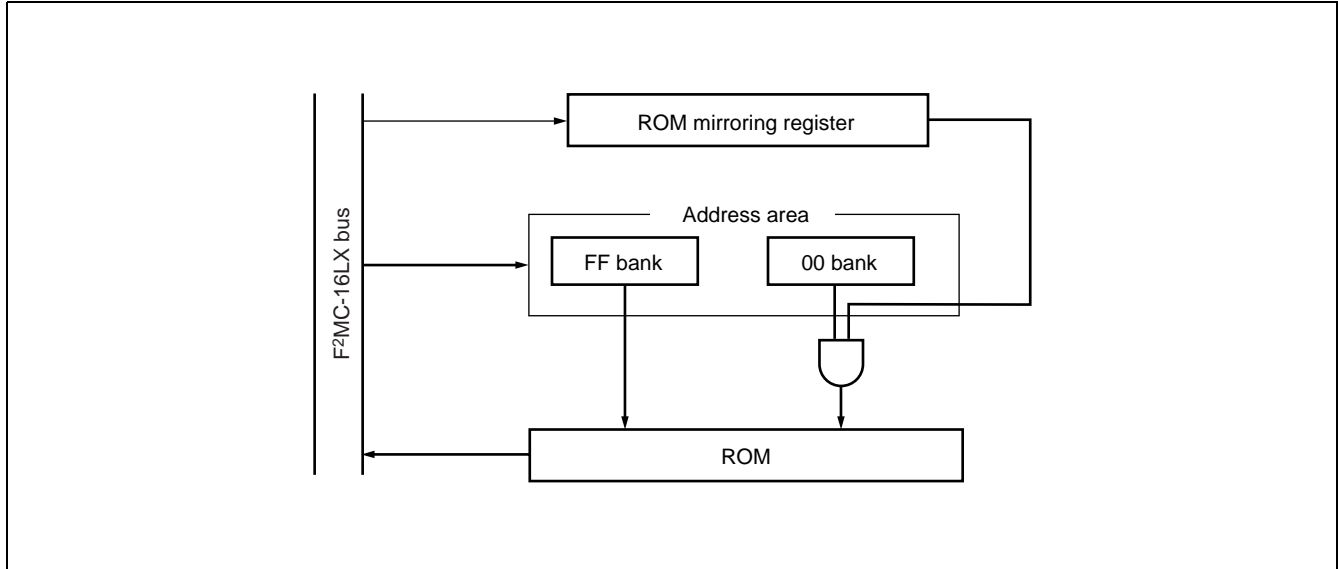 ROM mirroring register
Address area
FF bank
00 bank
F²MC-16LX bus
ROM